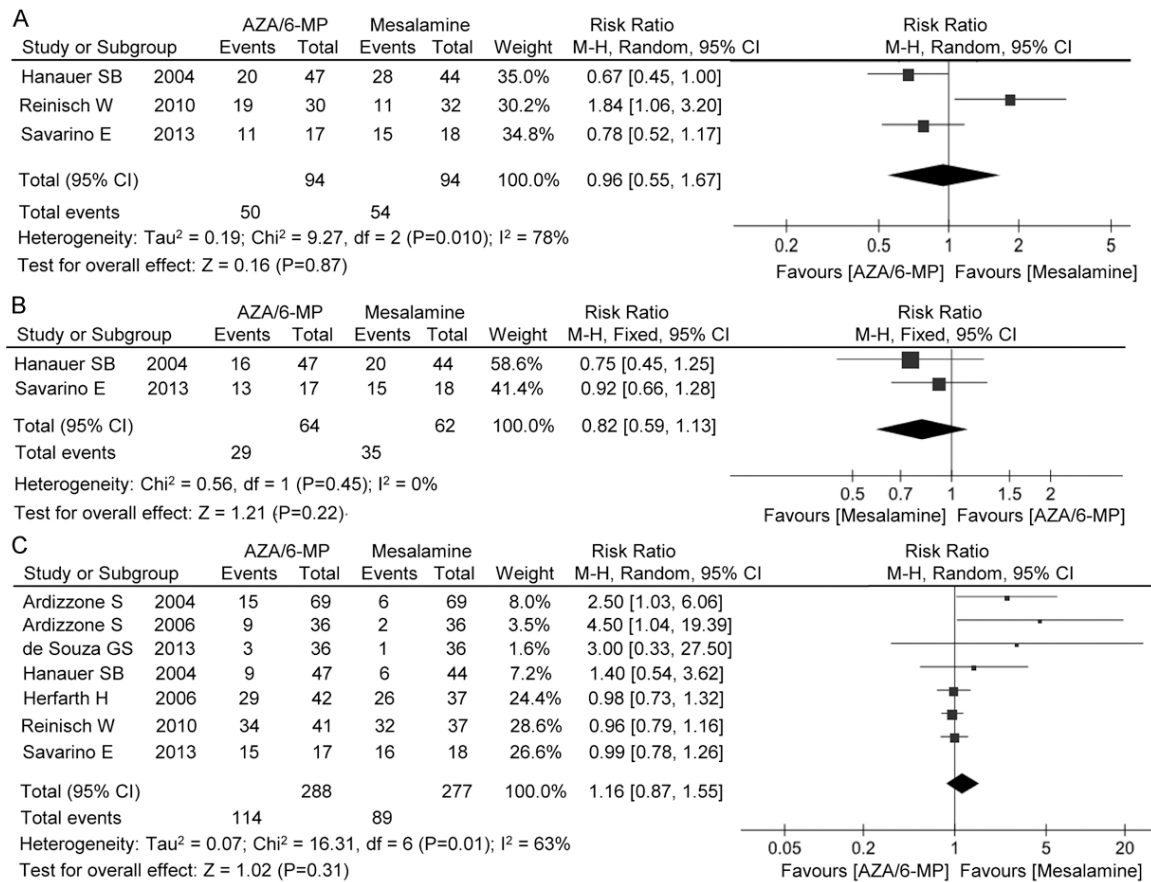 A
AZA/6-MP Mesalamine Risk Ratio Risk Ratio
Study or Subgroup Events Total Events Total Weight M-H, Random, 95% CI M-H, Random, 95% CI
Hanauer SB 2004 20 47 28 44 35.0% 0.67 [0.45, 1.00]
Reinisch W 2010 19 30 11 32 30.2% 1.84 [1.06, 3.20]
Savarino E 2013 11 17 15 18 34.8% 0.78 [0.52, 1.17]
Total (95% CI) 94 94 100.0% 0.96 [0.55, 1.67]
Total events 50 54
Heterogeneity: Tau² = 0.19; Chi² = 9.27, df = 2 (P=0.010); I² = 78%
Test for overall effect: Z = 0.16 (P=0.87)
0.2 0.5 1 2 5
Favours [AZA/6-MP] Favours [Mesalamine]
B
AZA/6-MP Mesalamine Risk Ratio Risk Ratio
Study or Subgroup Events Total Events Total Weight M-H, Fixed, 95% CI M-H, Fixed, 95% CI
Hanauer SB 2004 16 47 20 44 58.6% 0.75 [0.45, 1.25]
Savarino E 2013 13 17 15 18 41.4% 0.92 [0.66, 1.28]
Total (95% CI) 64 62 100.0% 0.82 [0.59, 1.13]
Total events 29 35
Heterogeneity: Chi² = 0.56, df = 1 (P=0.45); I² = 0%
Test for overall effect: Z = 1.21 (P=0.22)
0.5 0.7 1 1.5 2
Favours [Mesalamine] Favours [AZA/6-MP]
C
AZA/6-MP Mesalamine Risk Ratio Risk Ratio
Study or Subgroup Events Total Events Total Weight M-H, Random, 95% CI M-H, Random, 95% CI
Ardizzone S 2004 15 69 6 69 8.0% 2.50 [1.03, 6.06]
Ardizzone S 2006 9 36 2 36 3.5% 4.50 [1.04, 19.39]
de Souza GS 2013 3 36 1 36 1.6% 3.00 [0.33, 27.50]
Hanauer SB 2004 9 47 6 44 7.2% 1.40 [0.54, 3.62]
Herfarth H 2006 29 42 26 37 24.4% 0.98 [0.73, 1.32]
Reinisch W 2010 34 41 32 37 28.6% 0.96 [0.79, 1.16]
Savarino E 2013 15 17 16 18 26.6% 0.99 [0.78, 1.26]
Total (95% CI) 288 277 100.0% 1.16 [0.87, 1.55]
Total events 114 89
Heterogeneity: Tau² = 0.07; Chi² = 16.31, df = 6 (P=0.01); I² = 63%
Test for overall effect: Z = 1.02 (P=0.31)
0.05 0.2 1 5 20
Favours [AZA/6-MP] Favours [Mesalamine]